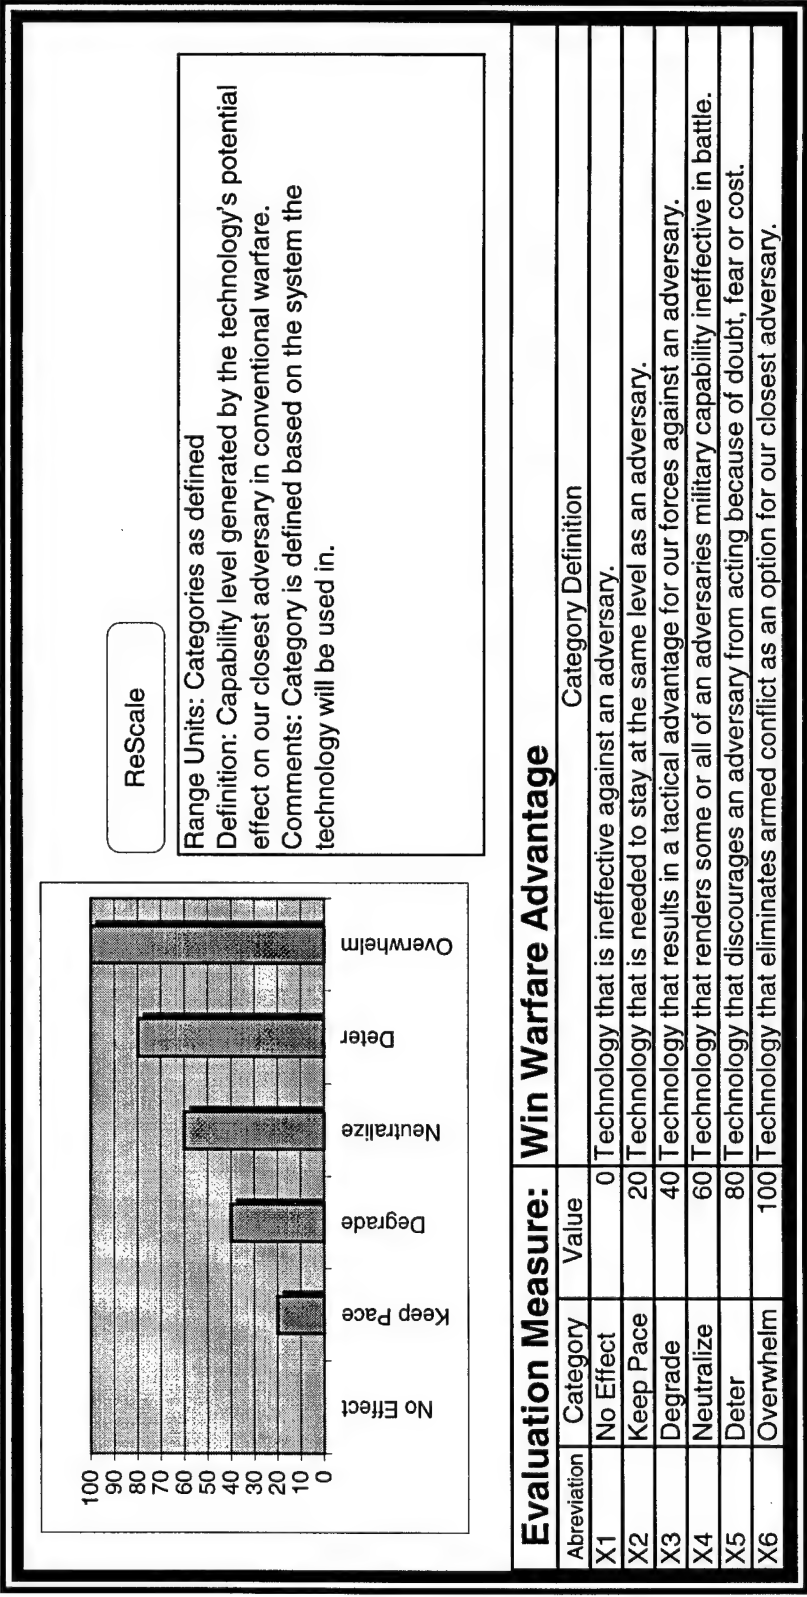 100
90
80
70
60
50
40
30
20
10
0
No Effect
Keep Pace
Degrade
Neutralize
Deter
Overwhelm
ReScale
Range Units: Categories as defined
Definition: Capability level generated by the technology's potential
effect on our closest adversary in conventional warfare.
Comments: Category is defined based on the system the
technology will be used in.
Evaluation Measure: Win Warfare Advantage
Abreviation Category Value Category Definition
X1 No Effect 0 Technology that is ineffective against an adversary.
X2 Keep Pace 20 Technology that is needed to stay at the same level as an adversary.
X3 Degrade 40 Technology that results in a tactical advantage for our forces against an adversary.
X4 Neutralize 60 Technology that renders some or all of an adversaries military capability ineffective in battle.
X5 Deter 80 Technology that discourages an adversary from acting because of doubt, fear or cost.
X6 Overwhelm 100 Technology that eliminates armed conflict as an option for our closest adversary.